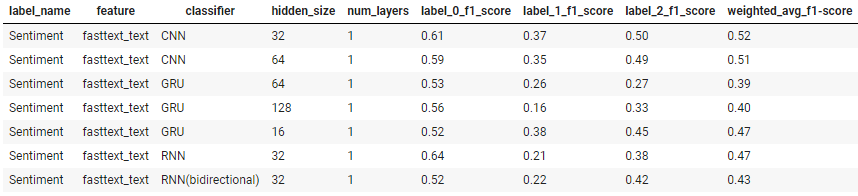 label_name feature classifier hidden_size num_layers label_0_f1_score label_1_f1_score label_2_f1_score weighted_avg_f1-score
Sentiment fasttext_text CNN 32 1 0.61 0.37 0.50 0.52
Sentiment fasttext_text CNN 64 1 0.59 0.35 0.49 0.51
Sentiment fasttext_text GRU 64 1 0.53 0.26 0.27 0.39
Sentiment fasttext_text GRU 128 1 0.56 0.16 0.33 0.40
Sentiment fasttext_text GRU 16 1 0.52 0.38 0.45 0.47
Sentiment fasttext_text RNN 32 1 0.64 0.21 0.38 0.47
Sentiment fasttext_text RNN(bidirectional) 32 1 0.52 0.22 0.42 0.43